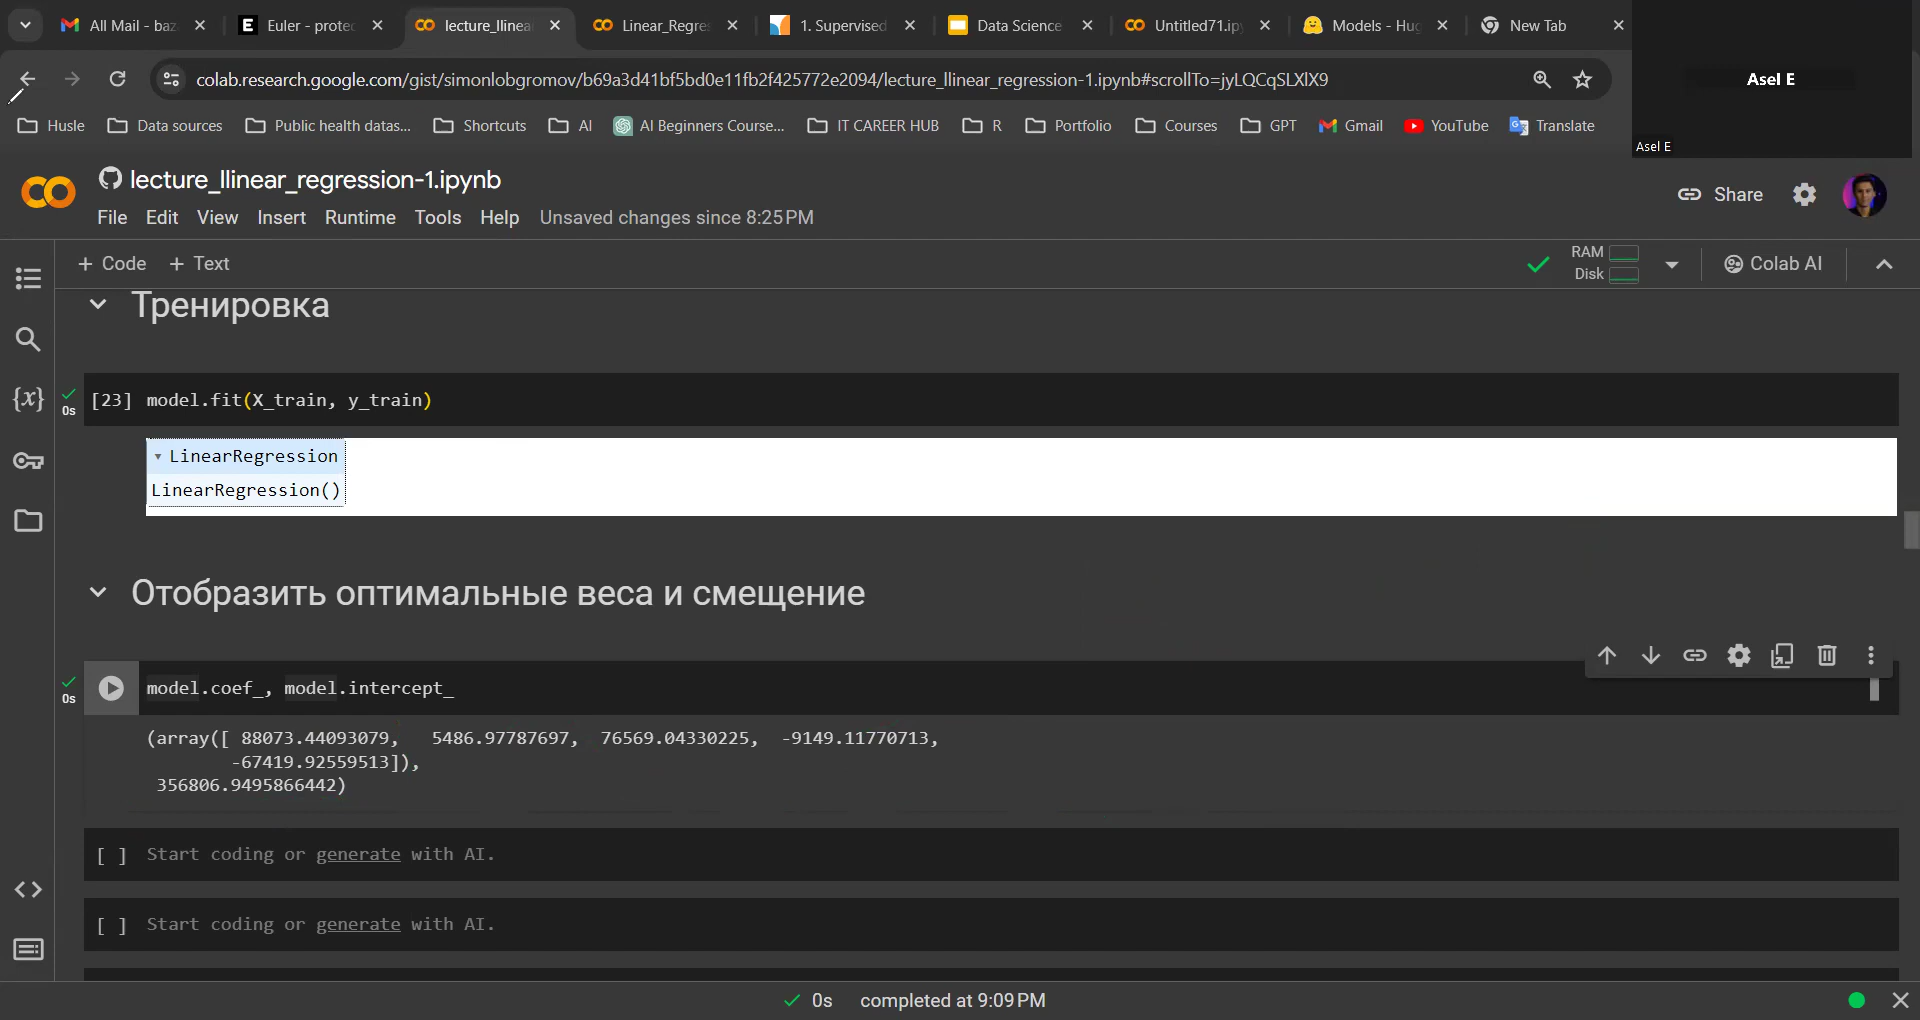 All Mail - baz
Euler - protec
lecture_llinear
Linear_Regres
1. Supervised
Data Science
Untitled71.ip
Models - Hug
New Tab
colab.research.google.com/gist/simonlobgromov/b69a3d41bf5bd0e11fb2f425772e2094/lecture_llinear_regression-1.ipynb#scrollTo=jyLQCqSLXlX9
Asel E
Husle
Data sources
Public health datas...
Shortcuts
AI
AI Beginners Course...
IT CAREER HUB
R
Portfolio
Courses
GPT
Gmail
YouTube
Translate
Asel E
lecture_llinear_regression-1.ipynb
Share
File Edit View Insert Runtime Tools Help Unsaved changes since 8:25 PM
+ Code + Text
RAM
Disk
Colab AI
Тренировка
{x}
0s
[23] model.fit(X_train, y_train)
LinearRegression
LinearRegression()
Отобразить оптимальные веса и смещение
0s
model.coef_, model.intercept_
(array([ 88073.44093079, 5486.97787697, 76569.04330225, -9149.11770713,
-67419.92559513]),
356806.9495866442)
[ ] Start coding or generate with AI.
[ ] Start coding or generate with AI.
0s completed at 9:09 PM